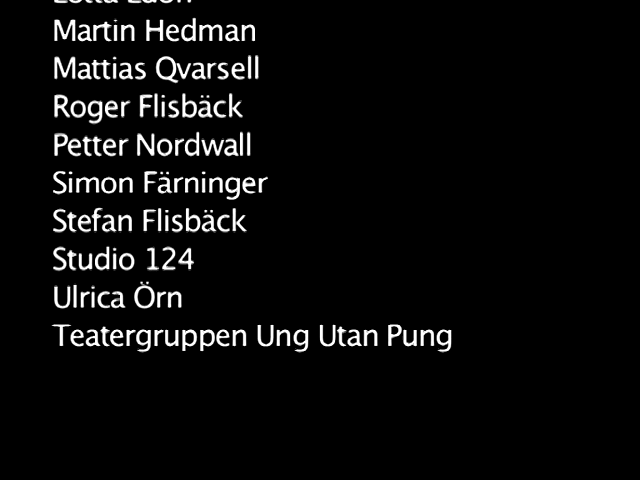 Martin Hedman
Mattias Qvarsell
Roger Flisbäck
Petter Nordwall
Simon Färninger
Stefan Flisbäck
Studio 124
Ulrica Örn
Teatergruppen Ung Utan Pung